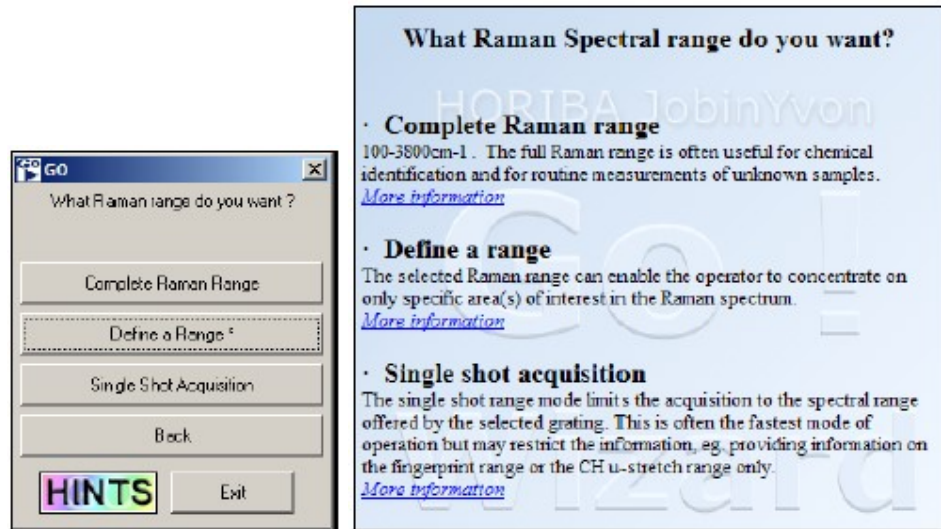 GO
What Raman range do you want ?
Complete Raman Range
Define a Range *
Single Shot Acquisition
Back
HINTS
Exit
What Raman Spectral range do you want?
HORIBA JobinYvon
· Complete Raman range
100-3800cm-1 . The full Raman range is often useful for chemical
identification and for routine measurements of unknown samples.
More information
· Define a range
The selected Raman range can enable the operator to concentrate on
only specific area(s) of interest in the Raman spectrum.
More information
· Single shot acquisition
The single shot range mode limits the acquisition to the spectral range
offered by the selected grating. This is often the fastest mode of
operation but may restrict the information, eg. providing information on
the fingerprint range or the CH u-stretch range only.
More information
Go !
Wizard